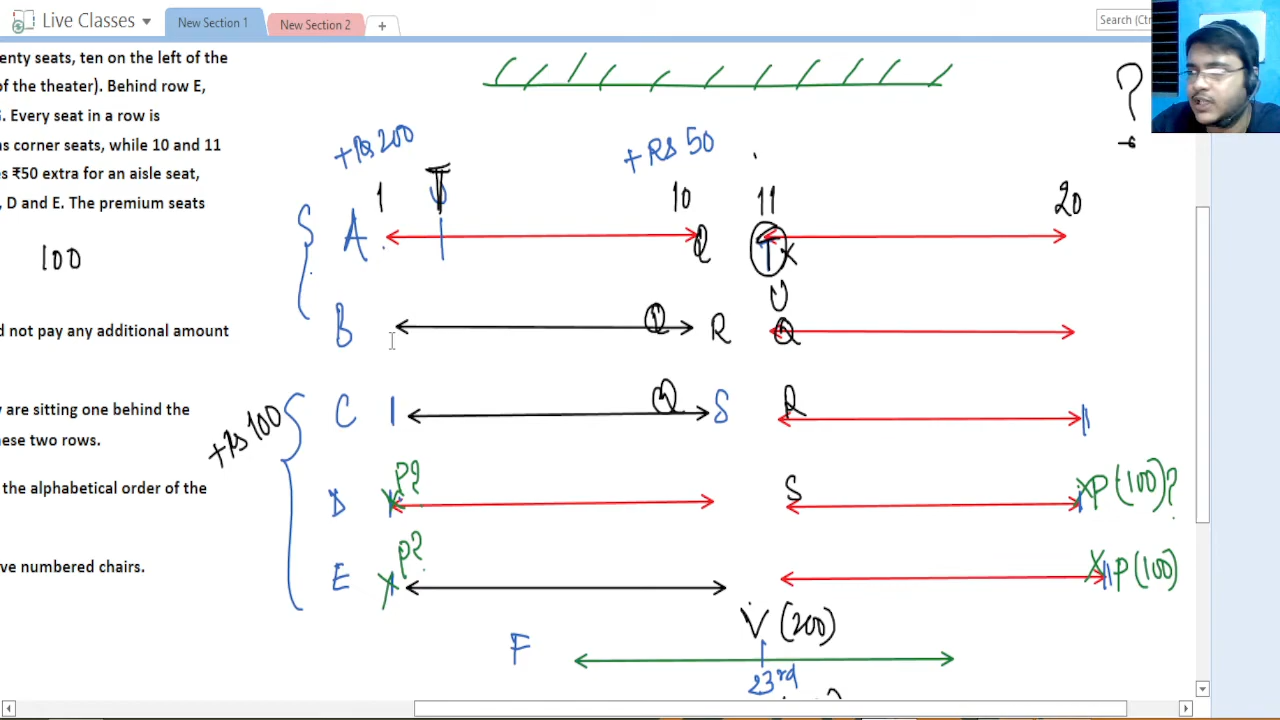 Live Classes
New Section 1
New Section 2
+
Search (Ctr
enty seats, ten on the left of the
of the theater). Behind row E,
. Every seat in a row is
as corner seats, while 10 and 11
es ₹50 extra for an aisle seat,
, D and E. The premium seats
100
d not pay any additional amount
y are sitting one behind the
nese two rows.
the alphabetical order of the
ve numbered chairs.
?
+Rs 200
+RS 50
1
T
10
11
20
A
Q
T
X
U
B
Q
R
Q
+Rs 100
C
Q
S
R
D
P?
S
P(100)?
E
P?
P(100)
V (200)
F
23rd